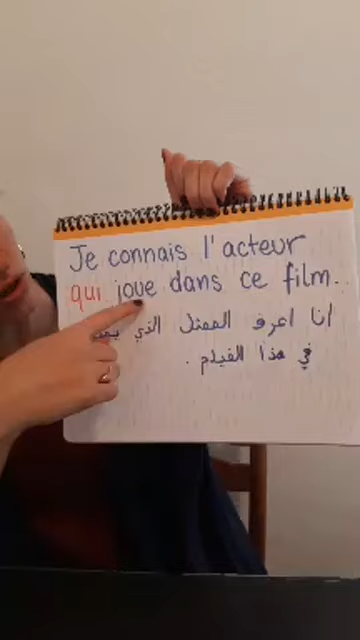 Je connais l'acteur
qui joue dans ce film.
انا اعرف الممثل الذي
في هذا الفيلم .